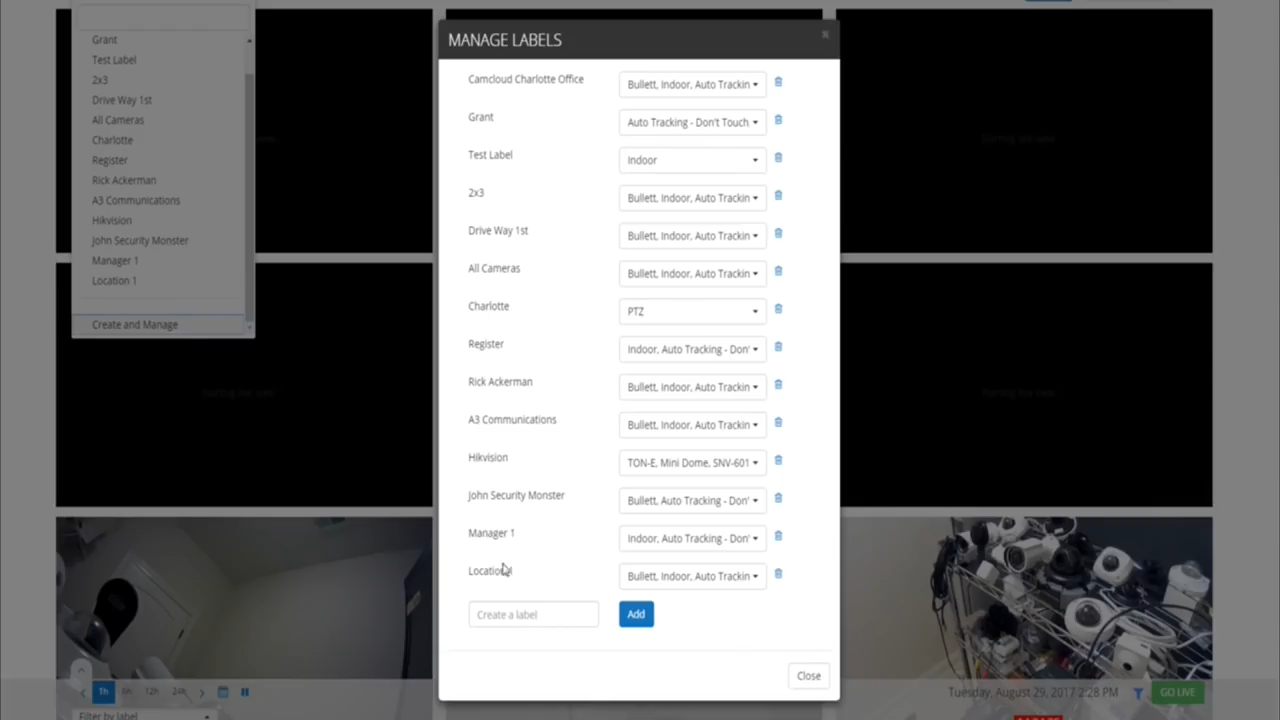 MANAGE LABELS
×
Grant
Test Label
2x3
Drive Way 1st
All Cameras
Charlotte
Register
Rick Ackerman
A3 Communications
Hikvision
John Security Monster
Manager 1
Location 1
Create and Manage
Camcloud Charlotte Office
Bullett, Indoor, Auto Trackin
Grant
Auto Tracking - Don't Touch
Test Label
Indoor
2x3
Bullett, Indoor, Auto Trackin
Drive Way 1st
Bullett, Indoor, Auto Trackin
All Cameras
Bullett, Indoor, Auto Trackin
Charlotte
PTZ
Register
Indoor, Auto Tracking - Don'
Rick Ackerman
Bullett, Indoor, Auto Trackin
A3 Communications
Bullett, Indoor, Auto Trackin
Hikvision
TON-E, Mini Dome, SNV-601
John Security Monster
Bullett, Auto Tracking - Don'
Manager 1
Indoor, Auto Tracking - Don'
Location
Bullett, Indoor, Auto Trackin
Create a label
Add
Close
1h
6h
12h
24h
Tuesday, August 29, 2017 2:28 PM
GO LIVE
Filter by label